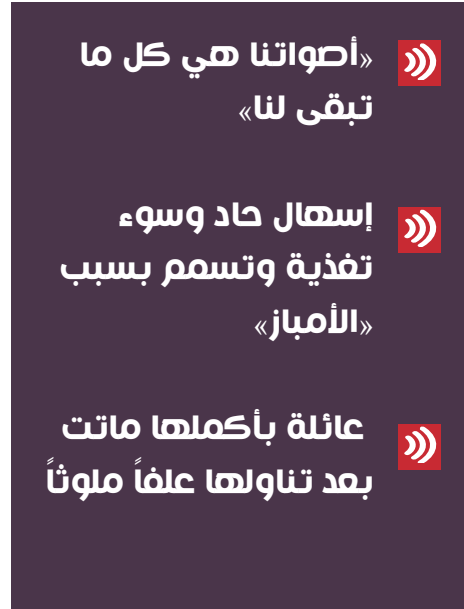 «أصواتنا هي كل ما
تبقى لنا»
إسهال حاد وسوء
تغذية وتسمم بسبب
«الأمباز»
عائلة بأكملها ماتت
بعد تناولها علفاً ملوثاً